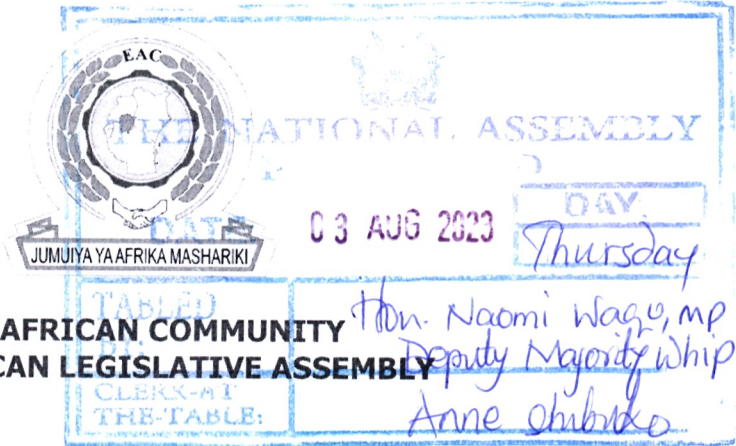 EAC
THE NATIONAL ASSEMBLY
DATE
03 AUG 2023
DAY.
Thursday
JUMUIYA YA AFRIKA MASHARIKI
TABLED
BY:
Hon. Naomi Waqo, MP
Deputy Majority Whip
AFRICAN COMMUNITY
CAN LEGISLATIVE ASSEMBLY
CLERK-AT
THE-TABLE:
Anne